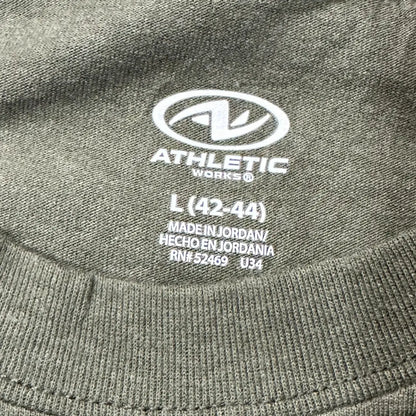 ATHLETIC
WORKS®
L (42-44)
MADE IN JORDAN/
HECHO EN JORDANIA
RN# 52469 U34